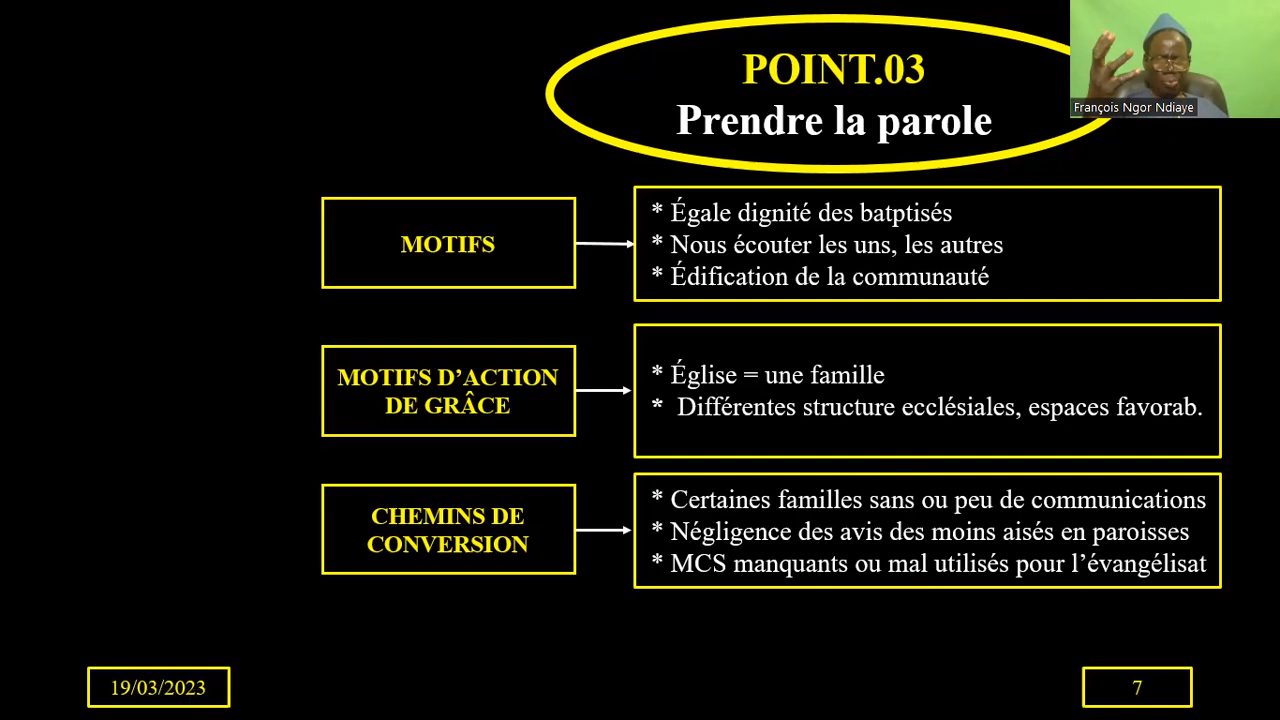 POINT.03
Prendre la parole
François Ngor Ndiaye
MOTIFS
* Égale dignité des batptisés
* Nous écouter les uns, les autres
* Édification de la communauté
MOTIFS D’ACTION
DE GRÂCE
* Église = une famille
* Différentes structure ecclésiales, espaces favorab.
CHEMINS DE
CONVERSION
* Certaines familles sans ou peu de communications
* Négligence des avis des moins aisés en paroisses
* MCS manquants ou mal utilisés pour l’évangélisat
19/03/2023
7